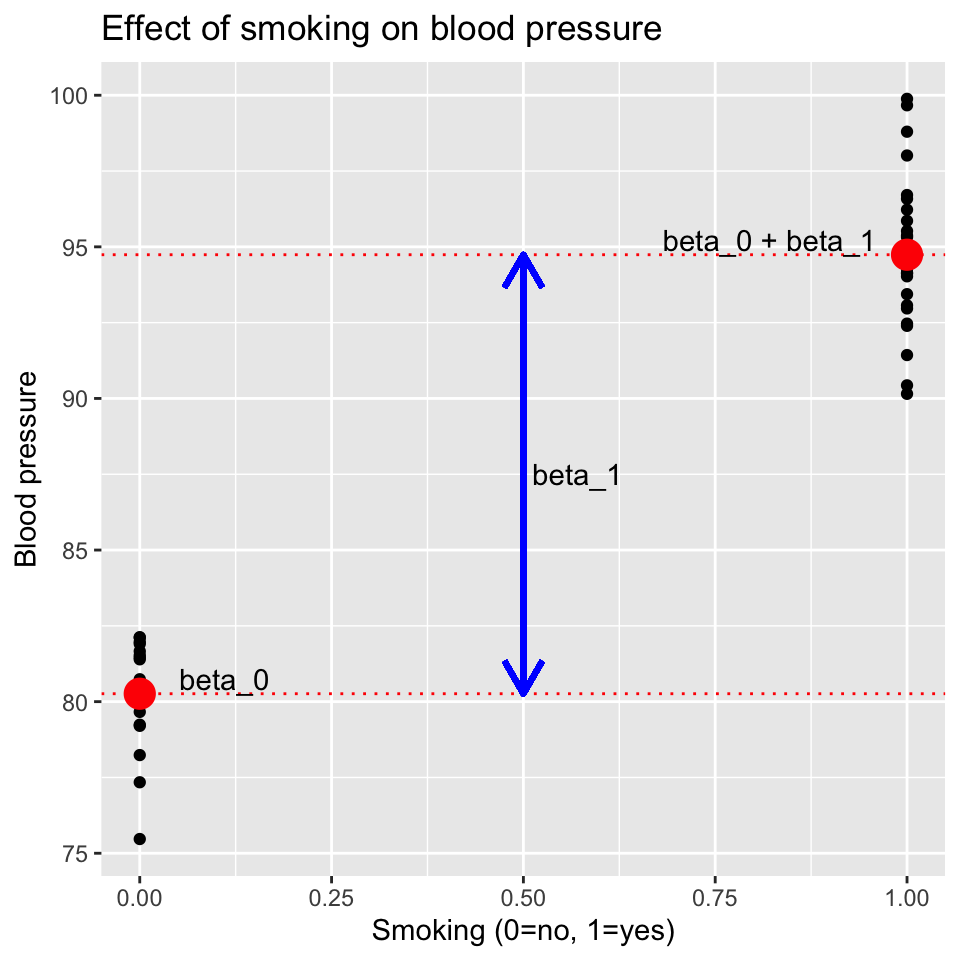 Effect of smoking on blood pressure
100
95
90
85
80
75
Blood pressure
beta_0 + beta_1
beta_1
beta_0
0.00 0.25 0.50 0.75 1.00
Smoking (0=no, 1=yes)